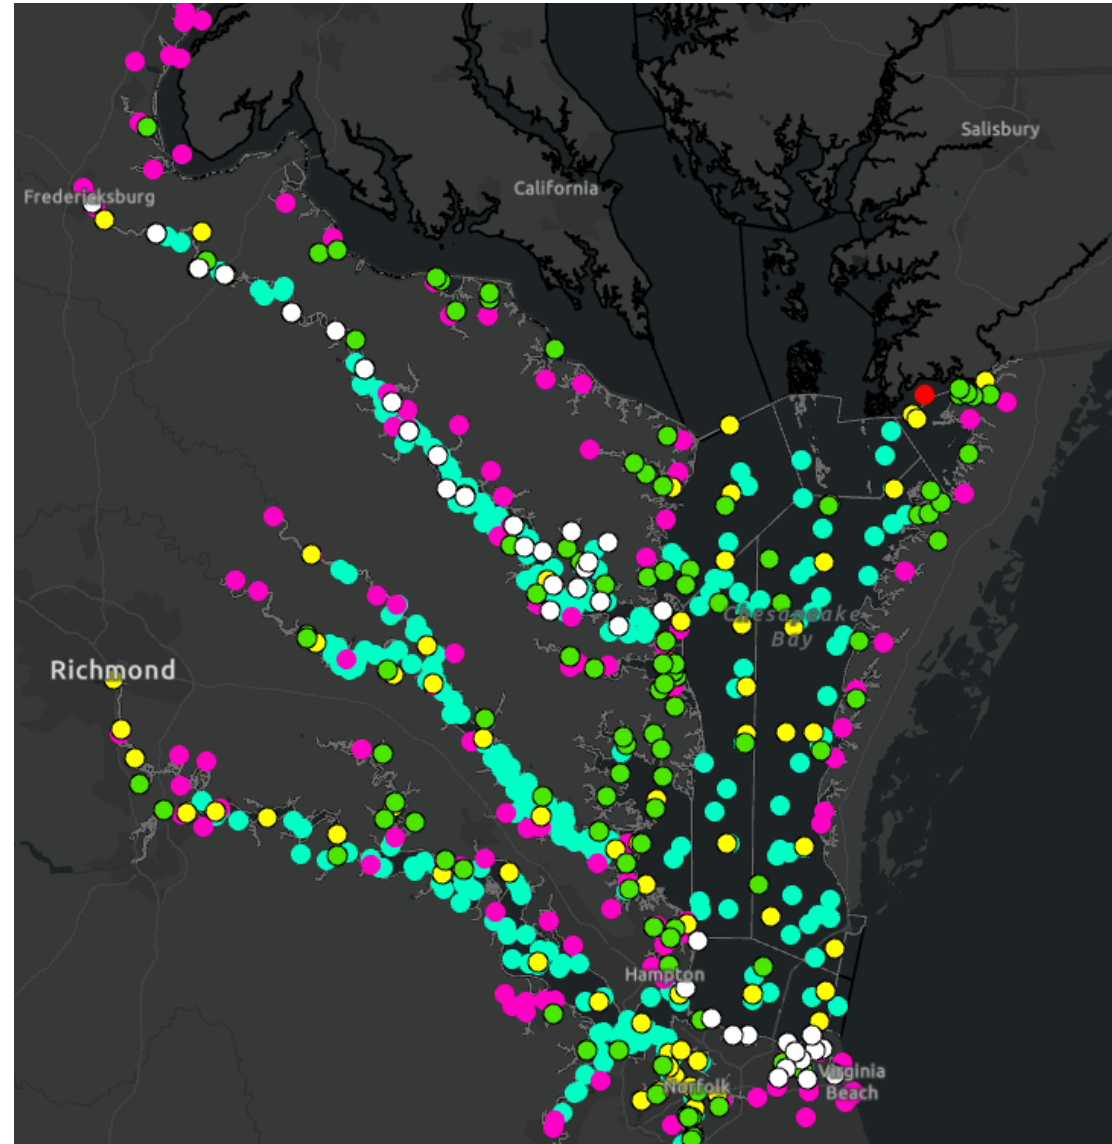 Salisbury
California
Fredericksburg
Chesapeake
Bay
Richmond
Hampton
Virginia
Beach
Norfolk